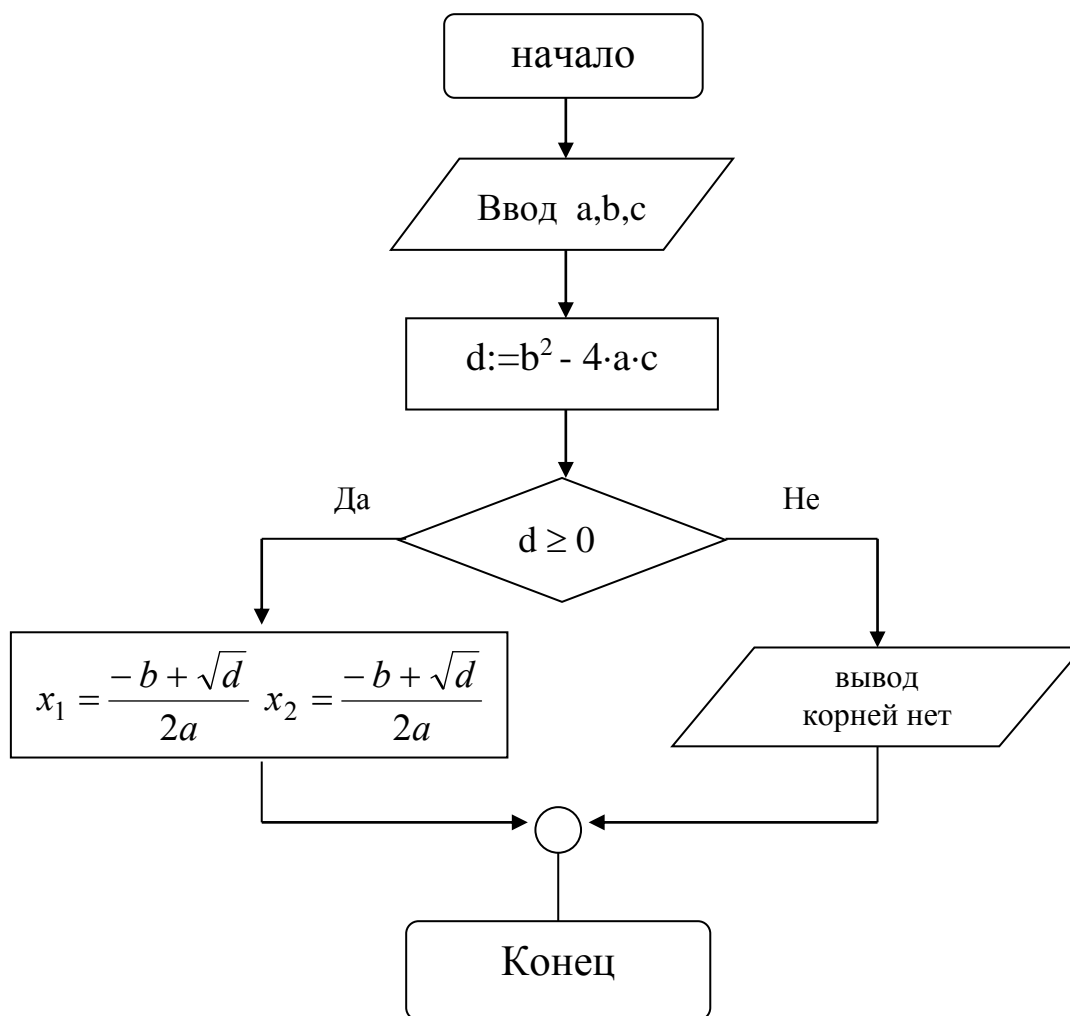 начало
Ввод a,b,c
d:=b² - 4·a·c
Да
Не
d ≥ 0
x₁ = (-b + √d)/(2a) x₂ = (-b + √d)/(2a)
вывод
корней нет
Конец